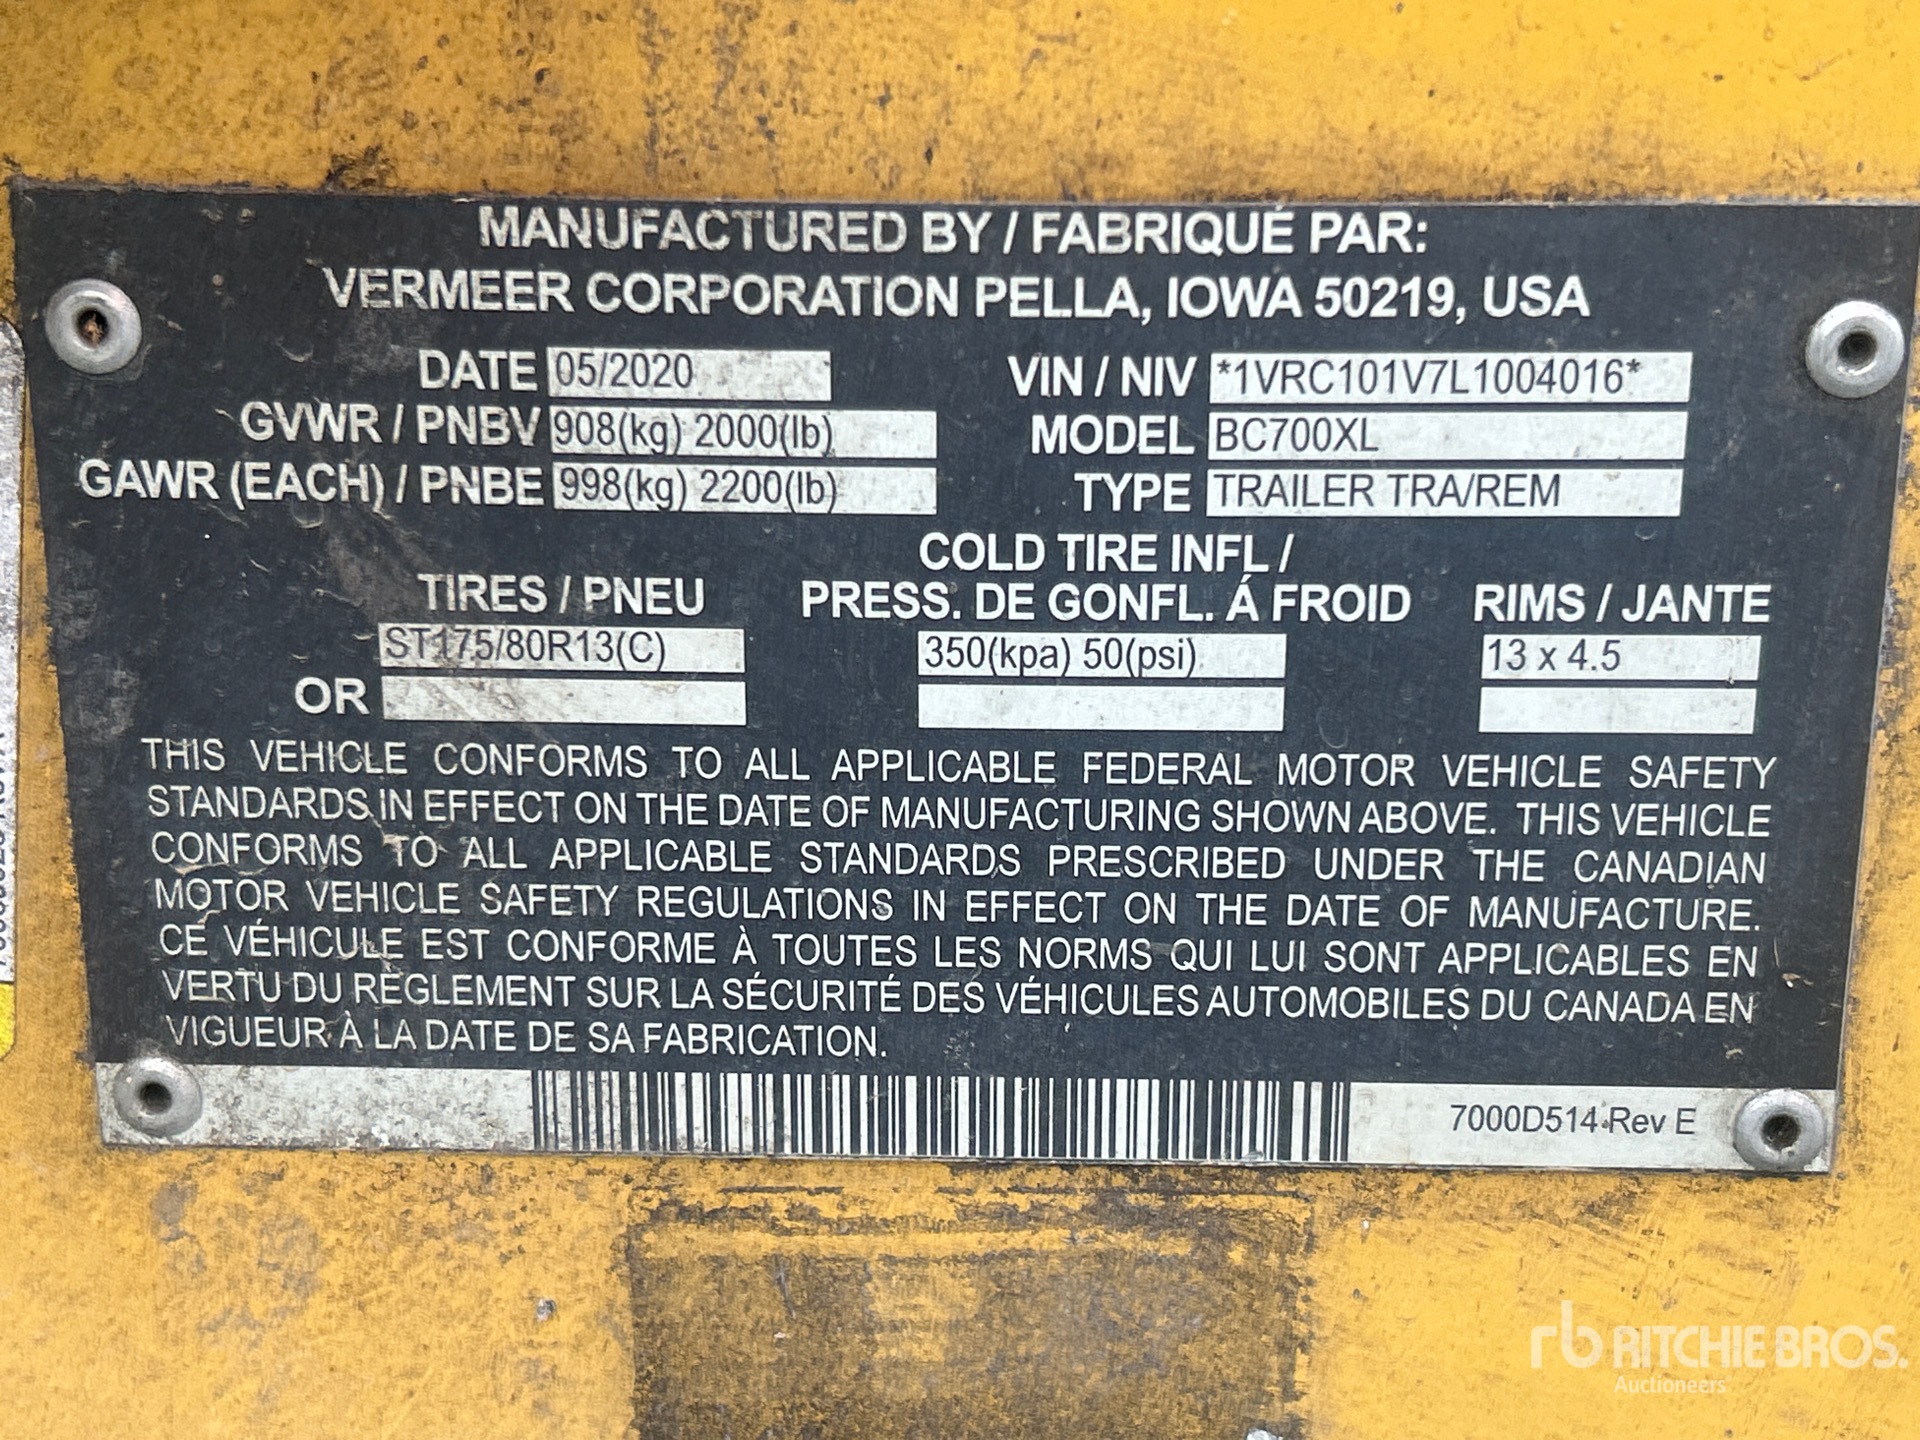 MANUFACTURED BY / FABRIQUÉ PAR:
VERMEER CORPORATION PELLA, IOWA 50219, USA
DATE 05/2020 VIN / NIV *1VRC101V7L1004016*
GVWR / PNBV 908(kg) 2000(lb) MODEL BC700XL
GAWR (EACH) / PNBE 998(kg) 2200(lb) TYPE TRAILER TRA/REM
COLD TIRE INFL /
TIRES / PNEU PRESS. DE GONFL. Á FROID RIMS / JANTE
ST175/80R13(C) 350(kpa) 50(psi) 13 x 4.5
OR
THIS VEHICLE CONFORMS TO ALL APPLICABLE FEDERAL MOTOR VEHICLE SAFETY
STANDARDS IN EFFECT ON THE DATE OF MANUFACTURING SHOWN ABOVE. THIS VEHICLE
CONFORMS TO ALL APPLICABLE STANDARDS PRESCRIBED UNDER THE CANADIAN
MOTOR VEHICLE SAFETY REGULATIONS IN EFFECT ON THE DATE OF MANUFACTURE.
CE VÉHICULE EST CONFORME À TOUTES LES NORMS QUI LUI SONT APPLICABLES EN
VERTU DU RÈGLEMENT SUR LA SÉCURITÉ DES VÉHICULES AUTOMOBILES DU CANADA EN
VIGUEUR À LA DATE DE SA FABRICATION.
7000D514 Rev E
rb RITCHIE BROS.
Auctioneers